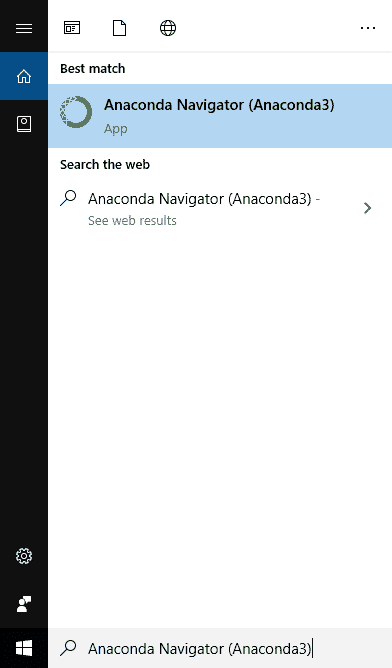 Best match
Anaconda Navigator (Anaconda3)
App
Search the web
Anaconda Navigator (Anaconda3) -
See web results
Anaconda Navigator (Anaconda3)